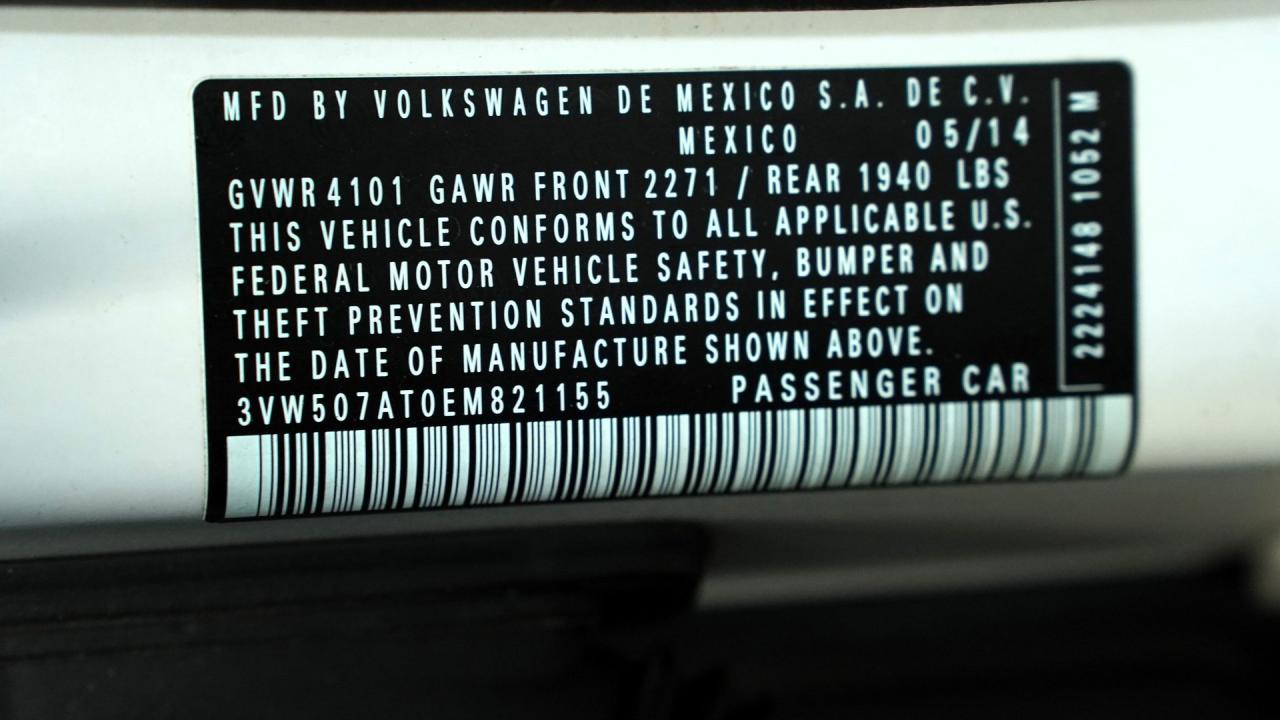 MFD BY VOLKSWAGEN DE MEXICO S.A. DE C.V.
MEXICO 05/14
GVWR 4101 GAWR FRONT 2271 / REAR 1940 LBS
THIS VEHICLE CONFORMS TO ALL APPLICABLE U.S.
FEDERAL MOTOR VEHICLE SAFETY, BUMPER AND
THEFT PREVENTION STANDARDS IN EFFECT ON
THE DATE OF MANUFACTURE SHOWN ABOVE.
3VW507AT0EM821155 PASSENGER CAR
2224148 1052 M